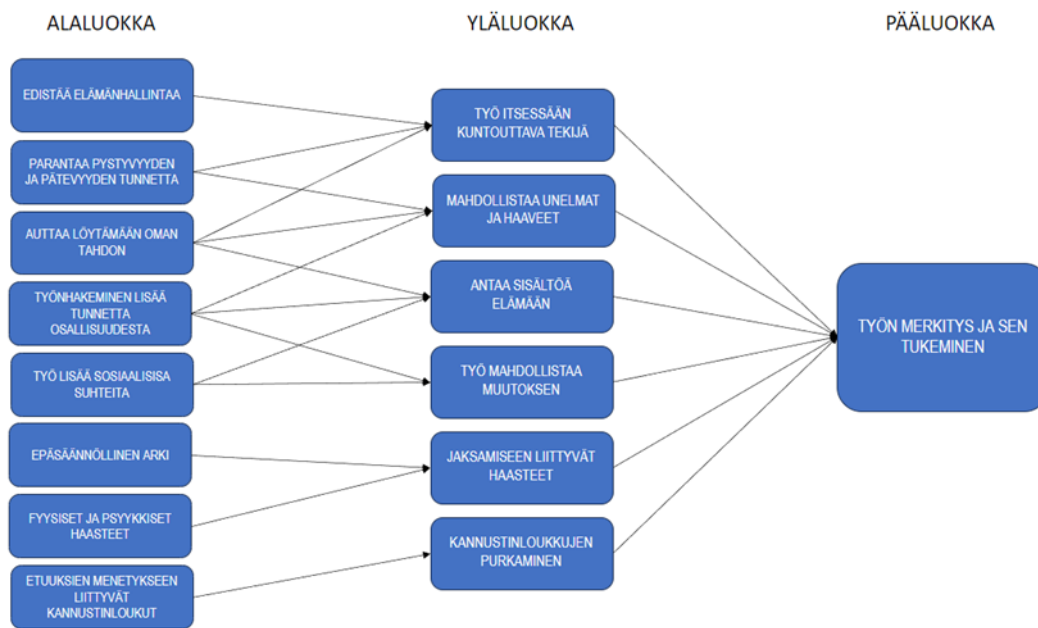 ALALUOKKA
YLÄLUOKKA
PÄÄLUOKKA
EDISTÄÄ ELÄMÄNHALLINTAA
PARANTAA PYSTYVYYDEN
JA PÄTEVYYDEN TUNNETTA
AUTTAA LÖYTÄMÄÄN OMAN
TAHDON
TYÖNHAKEMINEN LISÄÄ
TUNNETTA
OSALLISUUDESTA
TYÖ LISÄÄ SOSIAALISISA
SUHTEITA
EPÄSÄÄNNÖLLINEN ARKI
FYYSISET JA PSYYKKISET
HAASTEET
ETUUKSIEN MENETYKSEEN
LIITTYVÄT
KANNUSTINLOUKUT
TYÖ ITSESSÄÄN
KUNTOUTTAVA TEKIJÄ
MAHDOLLISTAA UNELMAT
JA HAAVEET
ANTAA SISÄLTÖÄ
ELÄMÄÄN
TYÖ MAHDOLLISTAA
MUUTOKSEN
JAKSAMISEEN LIITTYVÄT
HAASTEET
KANNUSTINLOUKKUJEN
PURKAMINEN
TYÖN MERKITYS JA SEN
TUKEMINEN